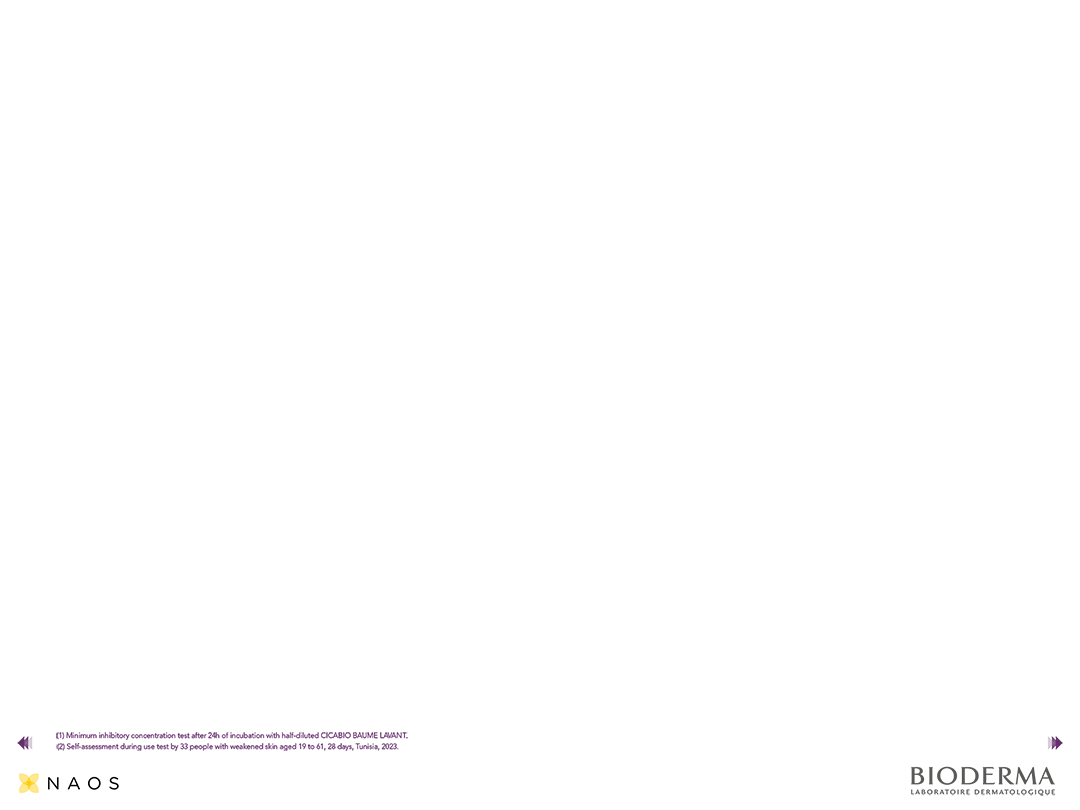 (1) Minimum inhibitory concentration test after 24h of incubation with half-diluted CICABIO BAUME LAVANT.
(2) Self-assessment during use test by 33 people with weakened skin aged 19 to 61, 28 days, Tunisia, 2023.
NAOS
BIODERMA
LABORATOIRE DERMATOLOGIQUE